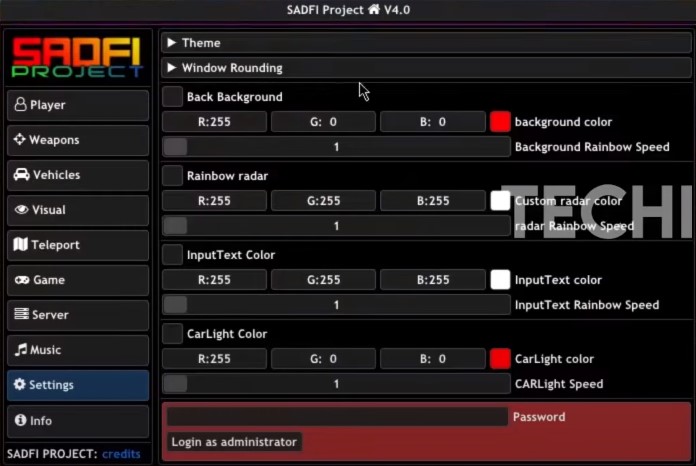 SADFI Project V4.0
SADFI
PROJECT
Player
Weapons
Vehicles
Visual
Teleport
Game
Server
Music
Settings
Info
SADFI PROJECT: credits
Theme
Window Rounding
Back Background
R:255 G: 0 B: 0 background color
1 Background Rainbow Speed
Rainbow radar
R:255 G:255 B:255 Custom radar color
1 radar Rainbow Speed
TECHI
InputText Color
R:255 G:255 B:255 InputText color
1 InputText Rainbow Speed
CarLight Color
R:255 G: 0 B: 0 CarLight color
1 CARLight Speed
Password
Login as administrator